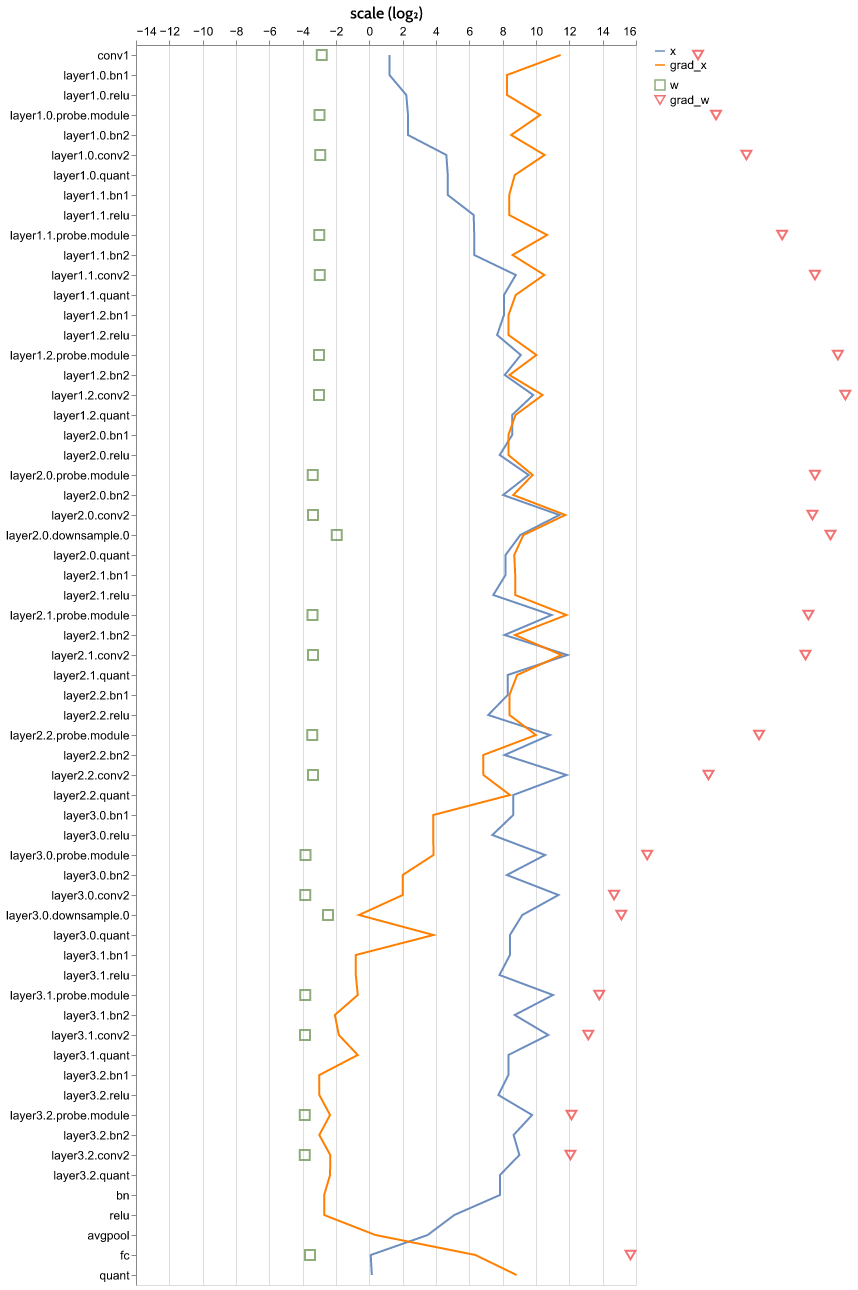 scale (log₂)
−14 −12 −10 −8 −6 −4 −2 0 2 4 6 8 10 12 14 16
x
grad_x
w
grad_w
conv1
layer1.0.bn1
layer1.0.relu
layer1.0.probe.module
layer1.0.bn2
layer1.0.conv2
layer1.0.quant
layer1.1.bn1
layer1.1.relu
layer1.1.probe.module
layer1.1.bn2
layer1.1.conv2
layer1.1.quant
layer1.2.bn1
layer1.2.relu
layer1.2.probe.module
layer1.2.bn2
layer1.2.conv2
layer1.2.quant
layer2.0.bn1
layer2.0.relu
layer2.0.probe.module
layer2.0.bn2
layer2.0.conv2
layer2.0.downsample.0
layer2.0.quant
layer2.1.bn1
layer2.1.relu
layer2.1.probe.module
layer2.1.bn2
layer2.1.conv2
layer2.1.quant
layer2.2.bn1
layer2.2.relu
layer2.2.probe.module
layer2.2.bn2
layer2.2.conv2
layer2.2.quant
layer3.0.bn1
layer3.0.relu
layer3.0.probe.module
layer3.0.bn2
layer3.0.conv2
layer3.0.downsample.0
layer3.0.quant
layer3.1.bn1
layer3.1.relu
layer3.1.probe.module
layer3.1.bn2
layer3.1.conv2
layer3.1.quant
layer3.2.bn1
layer3.2.relu
layer3.2.probe.module
layer3.2.bn2
layer3.2.conv2
layer3.2.quant
bn
relu
avgpool
fc
quant